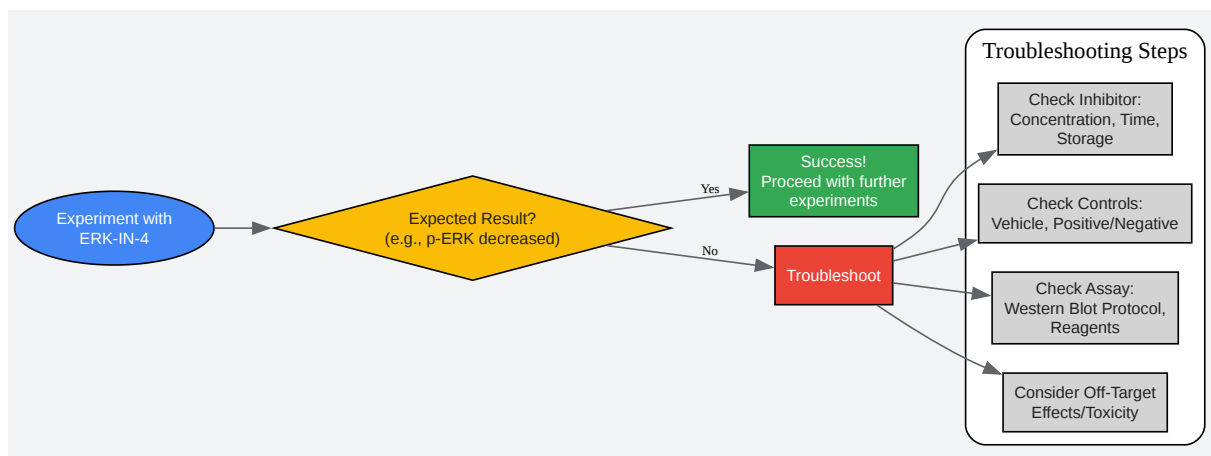 Experiment with
ERK-IN-4
Expected Result?
(e.g., p-ERK decreased)
Yes
No
Success!
Proceed with further
experiments
Troubleshoot
Troubleshooting Steps
Check Inhibitor:
Concentration, Time,
Storage
Check Controls:
Vehicle, Positive/Negative
Check Assay:
Western Blot Protocol,
Reagents
Consider Off-Target
Effects/Toxicity